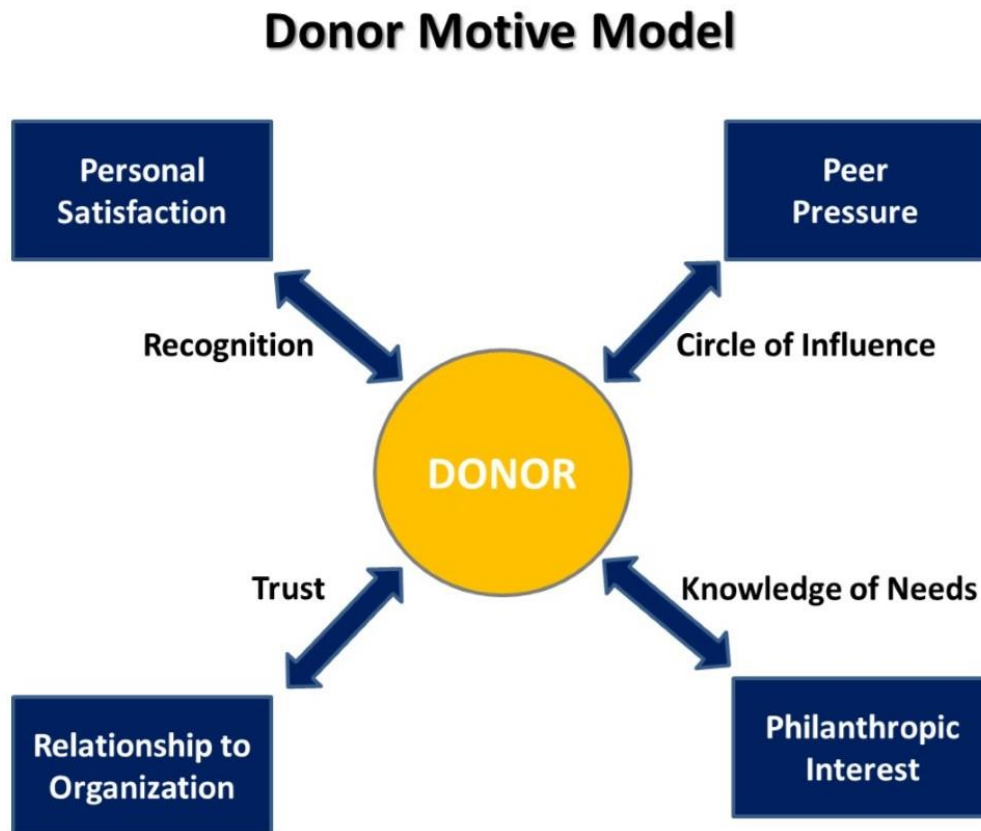 Donor Motive Model
Personal
Satisfaction
Peer
Pressure
Recognition
Circle of Influence
DONOR
Trust
Knowledge of Needs
Relationship to
Organization
Philanthropic
Interest